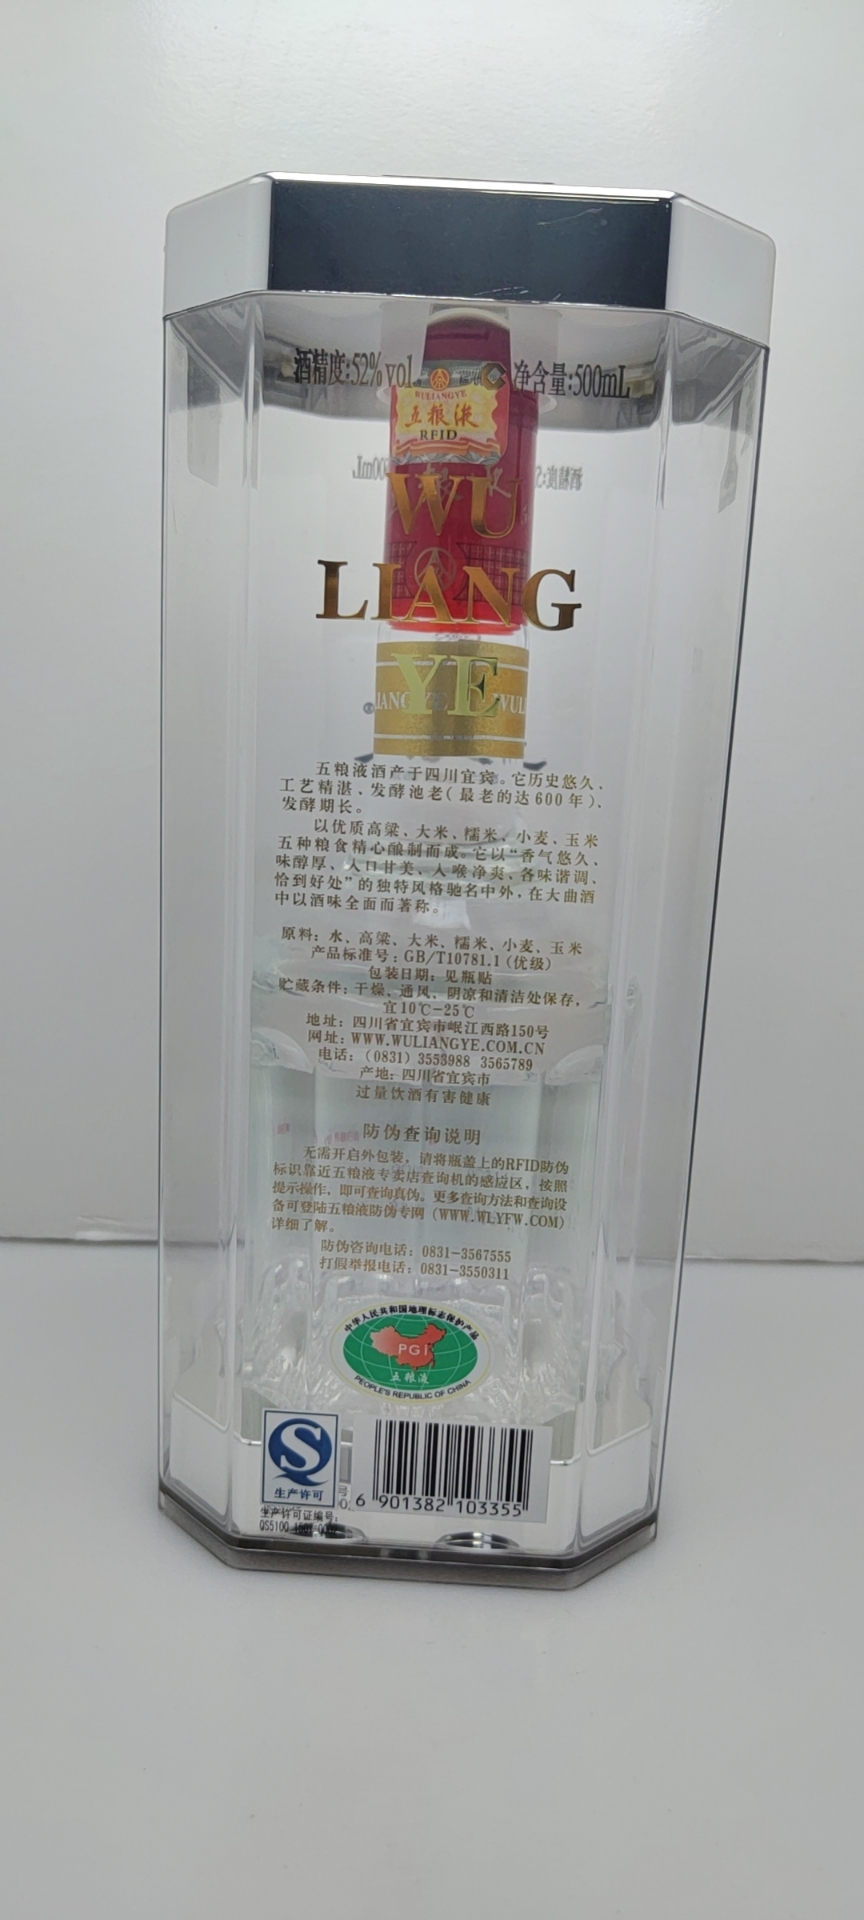 酒精度:52%vol 净含量:500mL
WULIANGYE
五粮液
RFID
WU
LIANG
YE
五粮液酒产于四川宜宾。它历史悠久、
工艺精湛、发酵池老(最老的达600年)、
发酵期长。
以优质高粱、大米、糯米、小麦、玉米
五种粮食精心酿制而成。它以“香气悠久、
味醇厚、入口甘美、入喉净爽、各味谐调、
恰到好处”的独特风格驰名中外,在大曲酒
中以酒味全面而著称。
原料: 水、高粱、大米、糯米、小麦、玉米
产品标准号: GB/T10781.1(优级)
包装日期: 见瓶贴
贮藏条件: 干燥、通风、阴凉和清洁处保存,
宜10℃-25℃
地址: 四川省宜宾市岷江西路150号
网址: WWW.WULIANGYE.COM.CN
电话: (0831) 3553988 3565789
产地: 四川省宜宾市
过量饮酒有害健康
防伪查询说明
无需开启外包装, 请将瓶盖上的RFID防伪
标识靠近五粮液专卖店查询机的感应区, 按照
提示操作, 即可查询真伪。更多查询方法和查询设
备可登陆五粮液防伪专网 (WWW.WLYFW.COM)
详细了解。
防伪咨询电话: 0831-3567555
打假举报电话: 0831-3550311
中华人民共和国地理标志保护产品
PGI
五粮液
PEOPLE'S REPUBLIC OF CHINA
生产许可
6 901382 103355
生产许可证编号:
QS5100